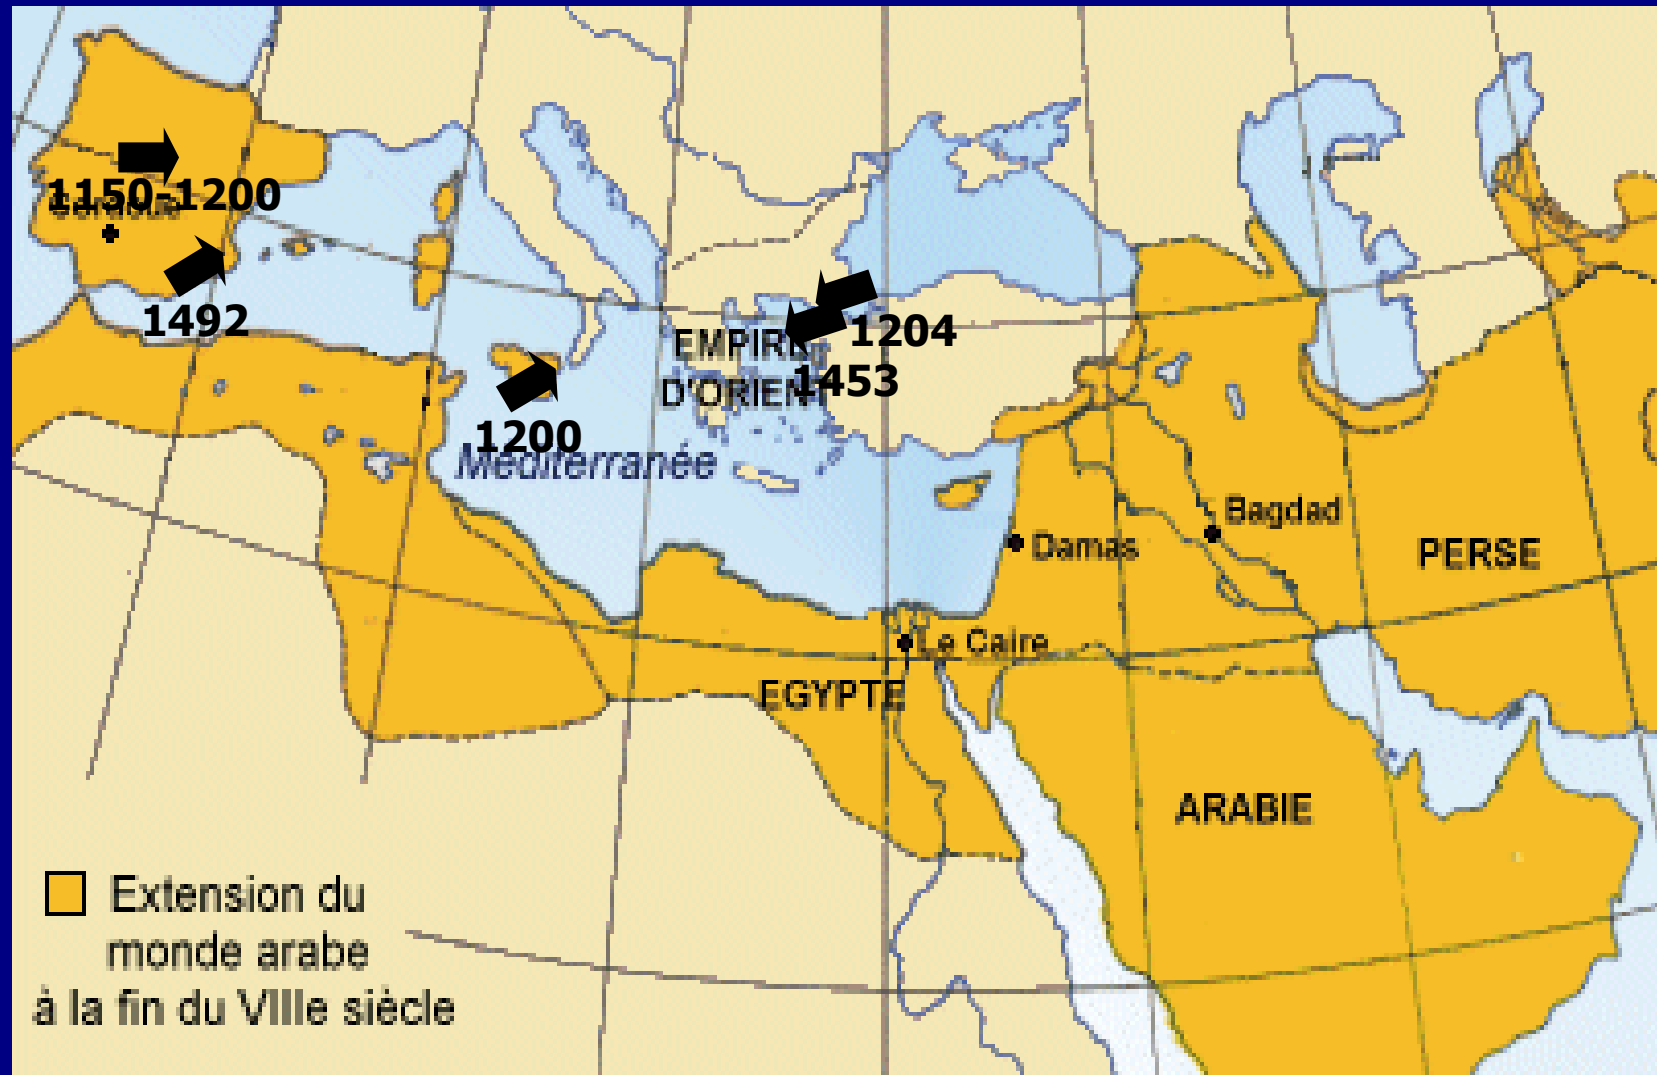 1150-1200
1492
1200
EMPIRE
D'ORIENT
1204
1453
Méditerranée
Bagdad
Damas
PERSE
Le Caire
EGYPTE
ARABIE
Extension du
monde arabe
à la fin du VIIIe siècle